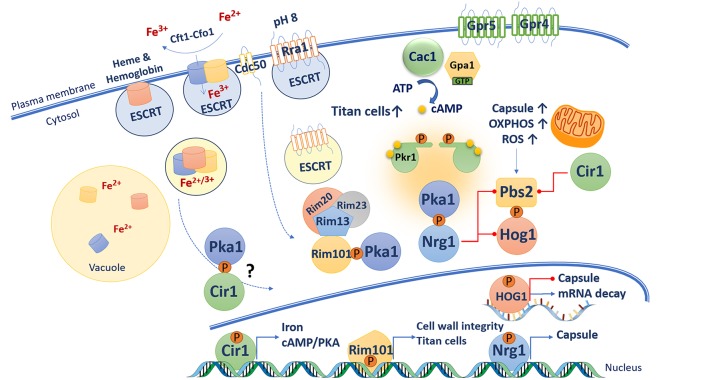 Fe3+
Fe2+
Cft1-Cfo1
pH 8
Gpr5
Gpr4
Heme &
Hemoglobin
Cdc50
Rra1
Cac1
Gpa1
GTP
Plasma membrane
Cytosol
ESCRT
Fe3+
ESCRT
ESCRT
ATP
cAMP
Titan cells↑
Capsule ↑
OXPHOS ↑
ROS ↑
P
P
Pkr1
ESCRT
Fe2+/3+
Fe2+
Fe2+
Vacuole
Cir1
Pbs2
Pka1
P
Nrg1
P
Hog1
Rim20
Rim23
Rim13
Rim101
P
Pka1
Pka1
P
Cir1
?
P
HOG1
Capsule
mRNA decay
P
Cir1
Iron
cAMP/PKA
Rim101
P
Cell wall integrity
Titan cells
P
Nrg1
Capsule
Nucleus